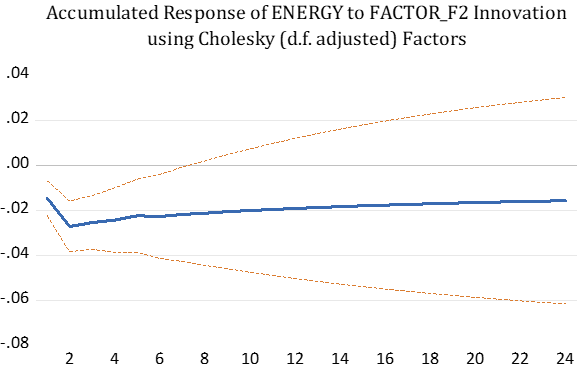 Accumulated Response of ENERGY to FACTOR_F2 Innovation
using Cholesky (d.f. adjusted) Factors
.04
.02
.00
-.02
-.04
-.06
-.08
2 4 6 8 10 12 14 16 18 20 22 24